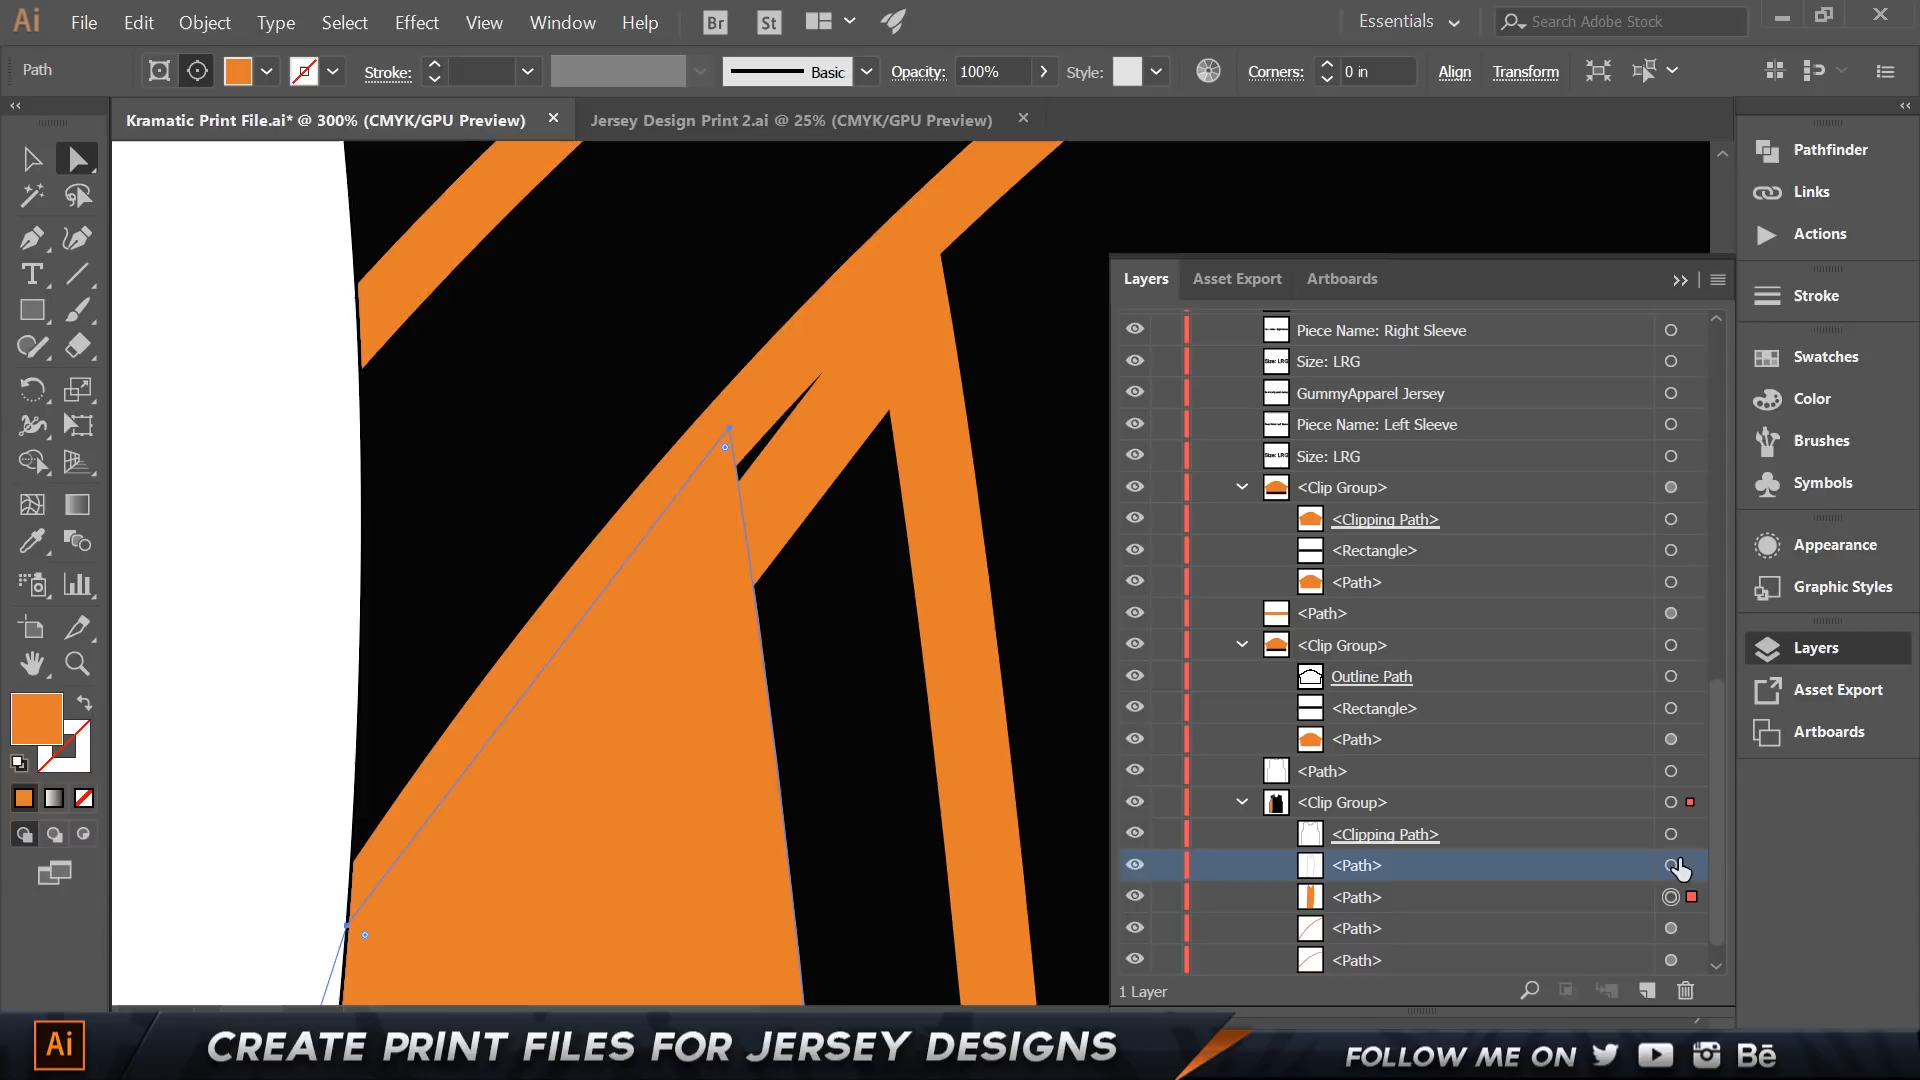 Ai File Edit Object Type Select Effect View Window Help Br St Essentials Search Adobe Stock
Path Stroke: Basic Opacity: 100% Style: Corners: 0 in Align Transform
Kramatic Print File.ai* @ 300% (CMYK/GPU Preview) Jersey Design Print 2.ai @ 25% (CMYK/GPU Preview)
Pathfinder
Links
Actions
Stroke
Swatches
Color
Brushes
Symbols
Appearance
Graphic Styles
Layers
Asset Export
Artboards
Layers Asset Export Artboards
Piece Name: Right Sleeve
Size: LRG
GummyApparel Jersey
Piece Name: Left Sleeve
Size: LRG
<Clip Group>
<Clipping Path>
<Rectangle>
<Path>
<Path>
<Clip Group>
Outline Path
<Rectangle>
<Path>
<Path>
<Clip Group>
<Clipping Path>
<Path>
<Path>
<Path>
<Path>
1 Layer
Ai CREATE PRINT FILES FOR JERSEY DESIGNS FOLLOW ME ON Bē